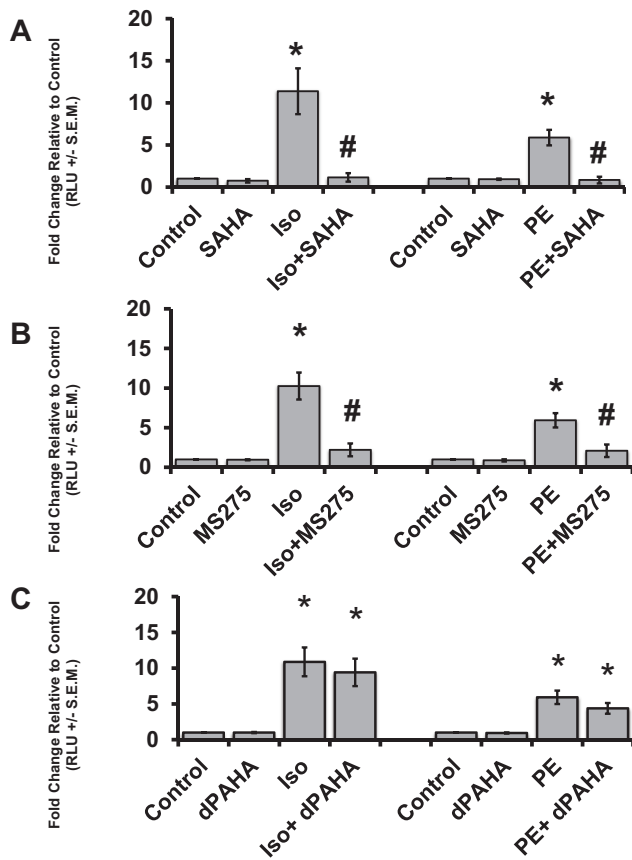 A
Fold Change Relative to Control
(RLU +/- S.E.M.)
20
15
10
5
0
*
#
*
#
Control
SAHA
Iso
Iso+SAHA
Control
SAHA
PE
PE+SAHA
B
Fold Change Relative to Control
(RLU +/- S.E.M.)
20
15
10
5
0
*
#
*
#
Control
MS275
Iso
Iso+MS275
Control
MS275
PE
PE+MS275
C
Fold Change Relative to Control
(RLU +/- S.E.M.)
20
15
10
5
0
*
*
*
*
Control
dPAHA
Iso
Iso+ dPAHA
Control
dPAHA
PE
PE+ dPAHA